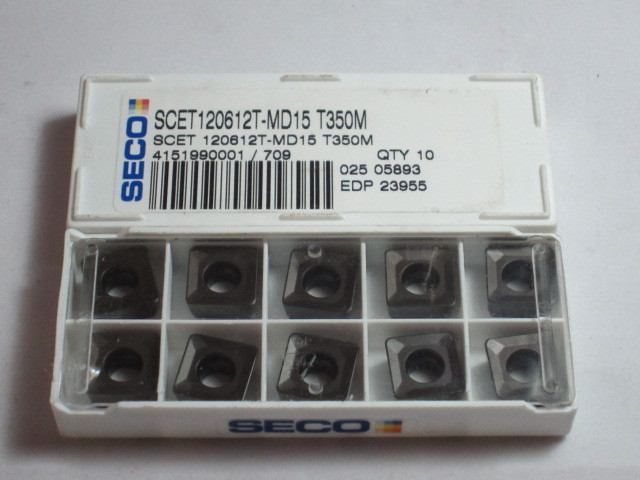 SECO
SCET120612T-MD15 T350M
SCET 120612T-MD15 T350M
4151990001 / 709 QTY 10
025 05893
EDP 23955
SECO